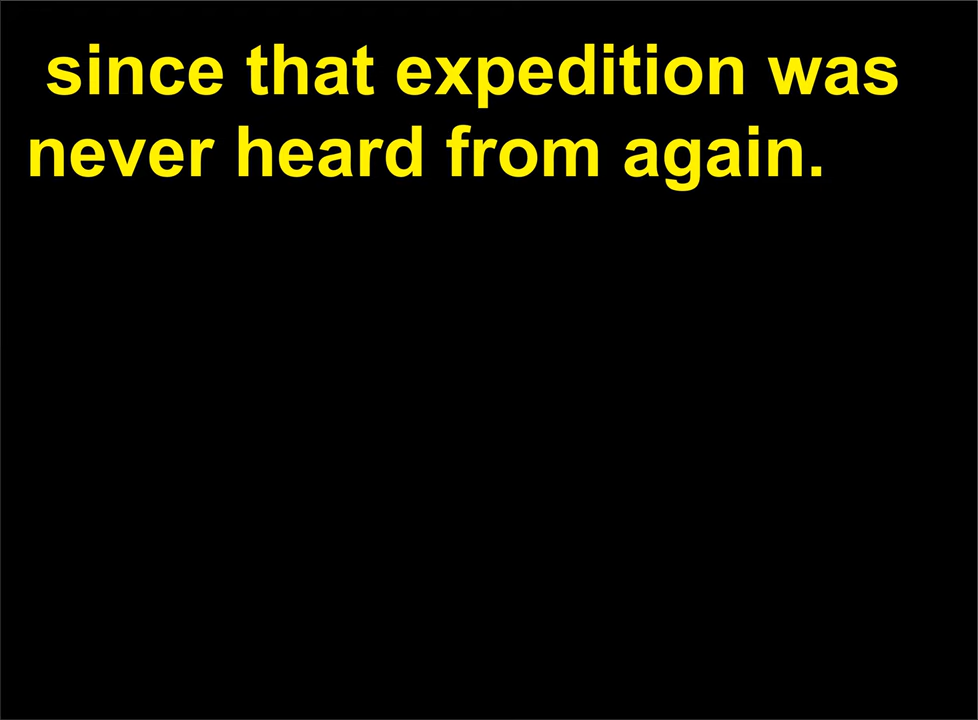 since that expedition was
never heard from again.